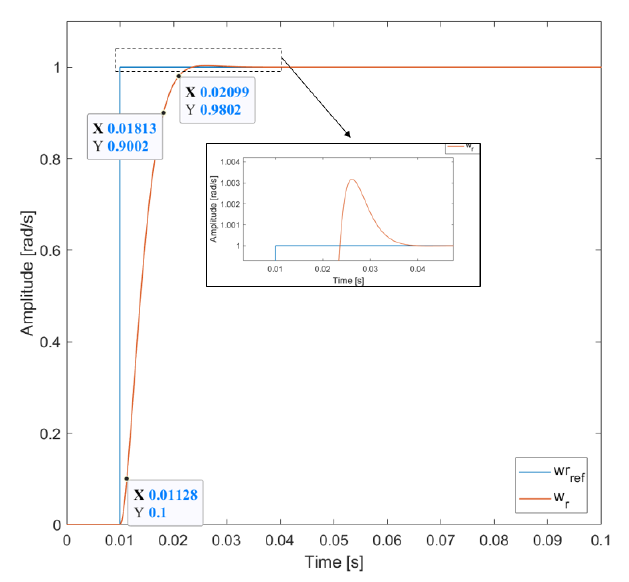 1
0.8
0.6
0.4
0.2
0
Amplitude [rad/s]
X 0.02099
Y 0.9802
X 0.01813
Y 0.9002
X 0.01128
Y 0.1
w_r
1.004
1.003
1.002
1.001
1
Amplitude [rad/s]
0.01 0.02 0.03 0.04
Time [s]
wr_ref
w_r
0 0.01 0.02 0.03 0.04 0.05 0.06 0.07 0.08 0.09 0.1
Time [s]